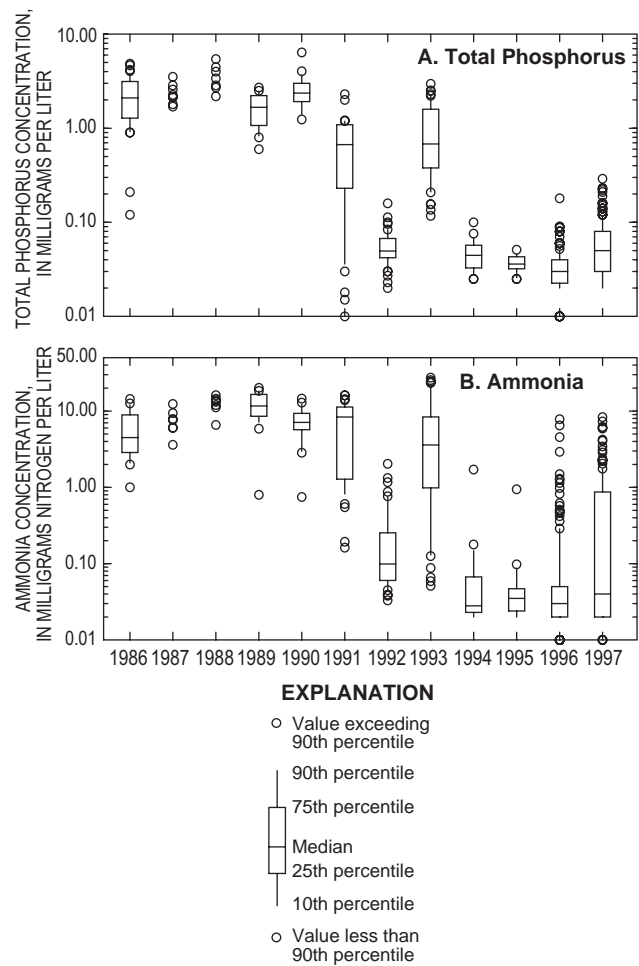 TOTAL PHOSPHORUS CONCENTRATION,
IN MILLIGRAMS PER LITER
10.00
1.00
0.10
0.01
A. Total Phosphorus
AMMONIA CONCENTRATION,
IN MILLIGRAMS NITROGEN PER LITER
50.00
10.00
1.00
0.10
0.01
B. Ammonia
1986 1987 1988 1989 1990 1991 1992 1993 1994 1995 1996 1997
EXPLANATION
Value exceeding
90th percentile
90th percentile
75th percentile
Median
25th percentile
10th percentile
Value less than
90th percentile